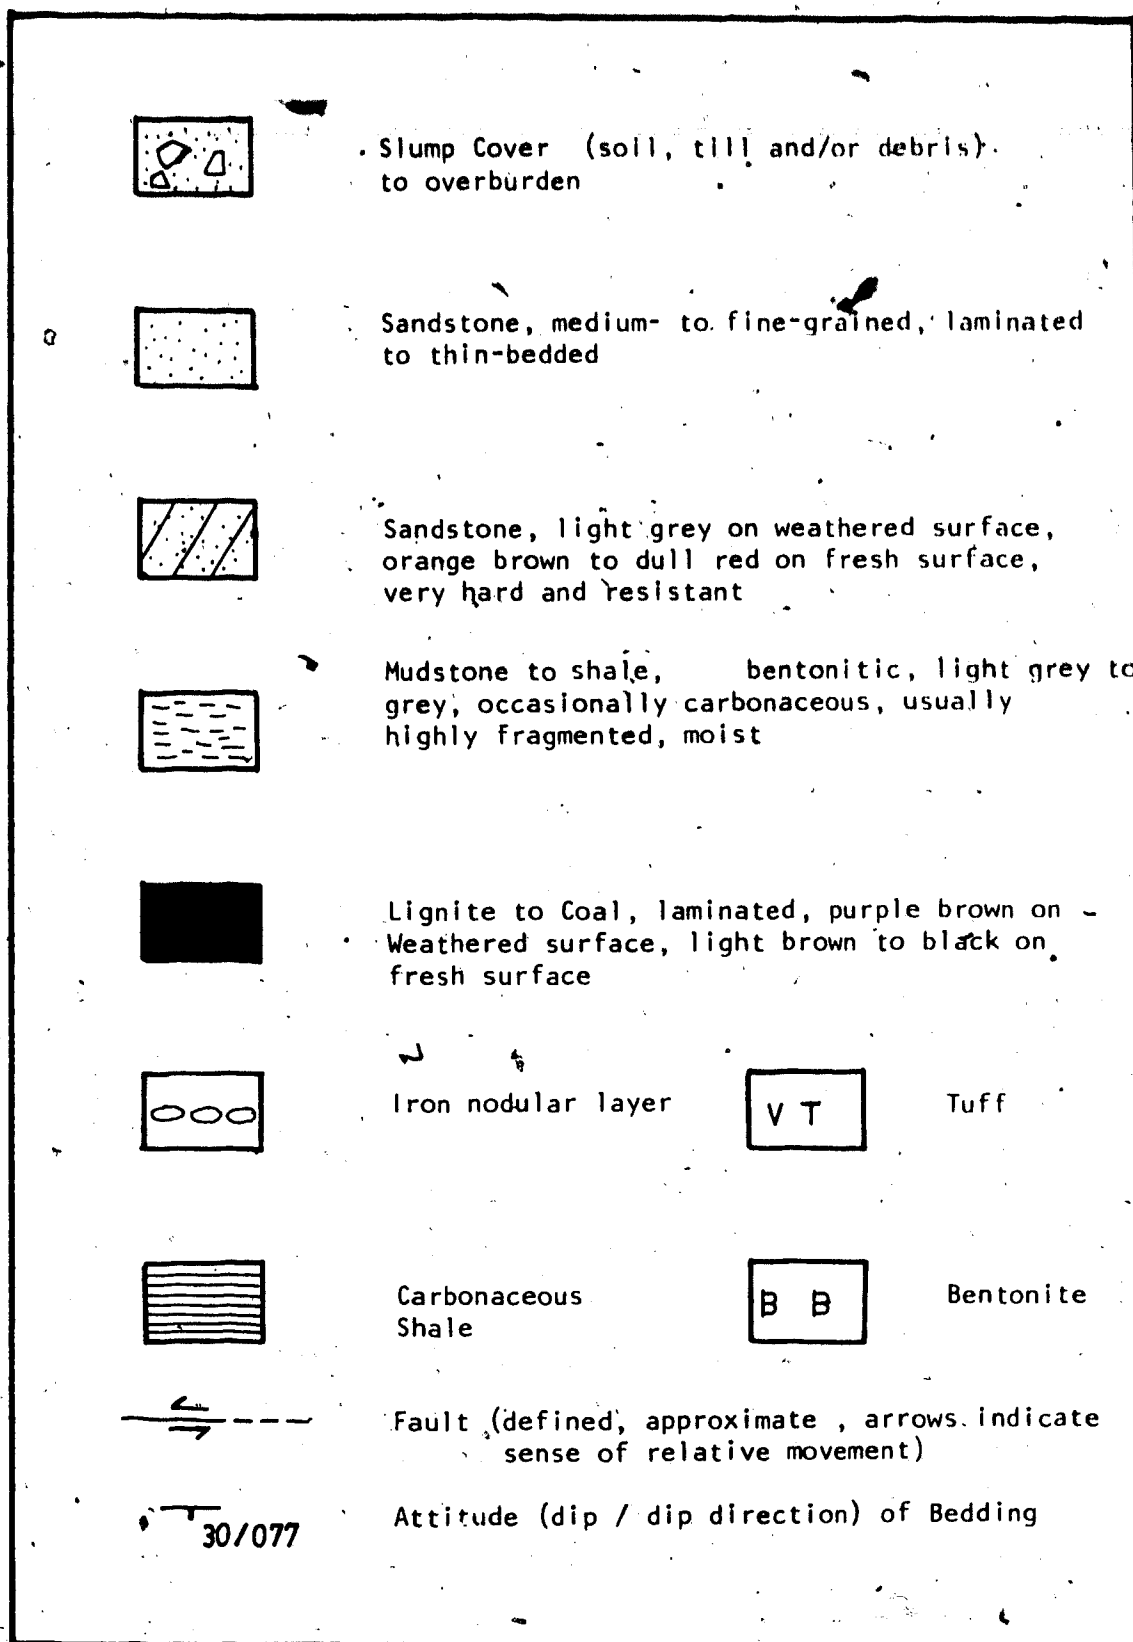 Slump Cover (soil, till and/or debris)
to overburden
Sandstone, medium- to fine-grained, laminated
to thin-bedded
Sandstone, light grey on weathered surface,
orange brown to dull red on fresh surface,
very hard and resistant
Mudstone to shale, bentonitic, light grey to
grey, occasionally carbonaceous, usually
highly fragmented, moist
Lignite to Coal, laminated, purple brown on
Weathered surface, light brown to black on
fresh surface
Iron nodular layer
V T
Tuff
Carbonaceous
Shale
B B
Bentonite
Fault (defined, approximate , arrows indicate
sense of relative movement)
30/077
Attitude (dip / dip direction) of Bedding